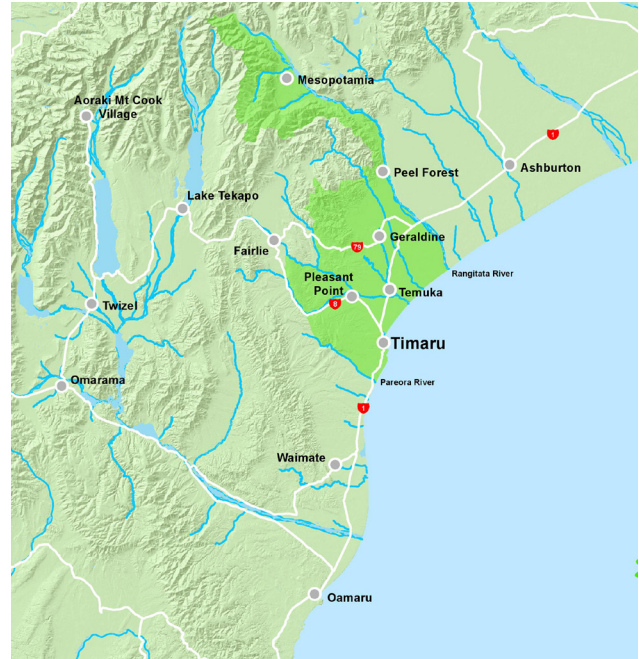 Mesopotamia
Aoraki Mt Cook
Village
1
Ashburton
Peel Forest
Lake Tekapo
Geraldine
Fairlie
79
Rangitata River
Pleasant
Point
Temuka
8
Twizel
Timaru
Omarama
Pareora River
1
Waimate
Oamaru